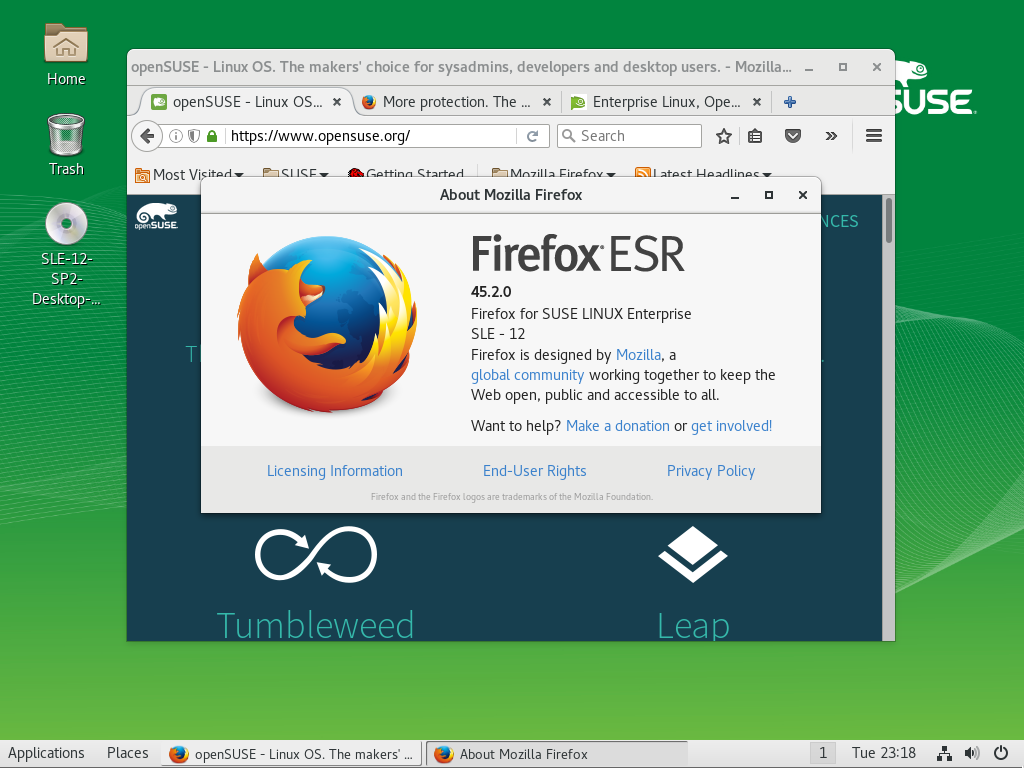 Home
Trash
SLE-12-
SP2-
Desktop-...
SUSE
openSUSE - Linux OS. The makers' choice for sysadmins, developers and desktop users. - Mozilla...
openSUSE - Linux OS...
More protection. The ...
Enterprise Linux, Ope...
https://www.opensuse.org/
Search
Most Visited
SUSE
Getting Started
Mozilla Firefox
Latest Headlines
openSUSE
NCES
About Mozilla Firefox
Firefox ESR
45.2.0
Firefox for SUSE LINUX Enterprise
SLE - 12
Firefox is designed by Mozilla, a
global community working together to keep the
Web open, public and accessible to all.
Want to help? Make a donation or get involved!
Licensing Information
End-User Rights
Privacy Policy
Firefox and the Firefox logos are trademarks of the Mozilla Foundation.
Tumbleweed
Leap
Applications
Places
openSUSE - Linux OS. The makers' ...
About Mozilla Firefox
1
Tue 23:18